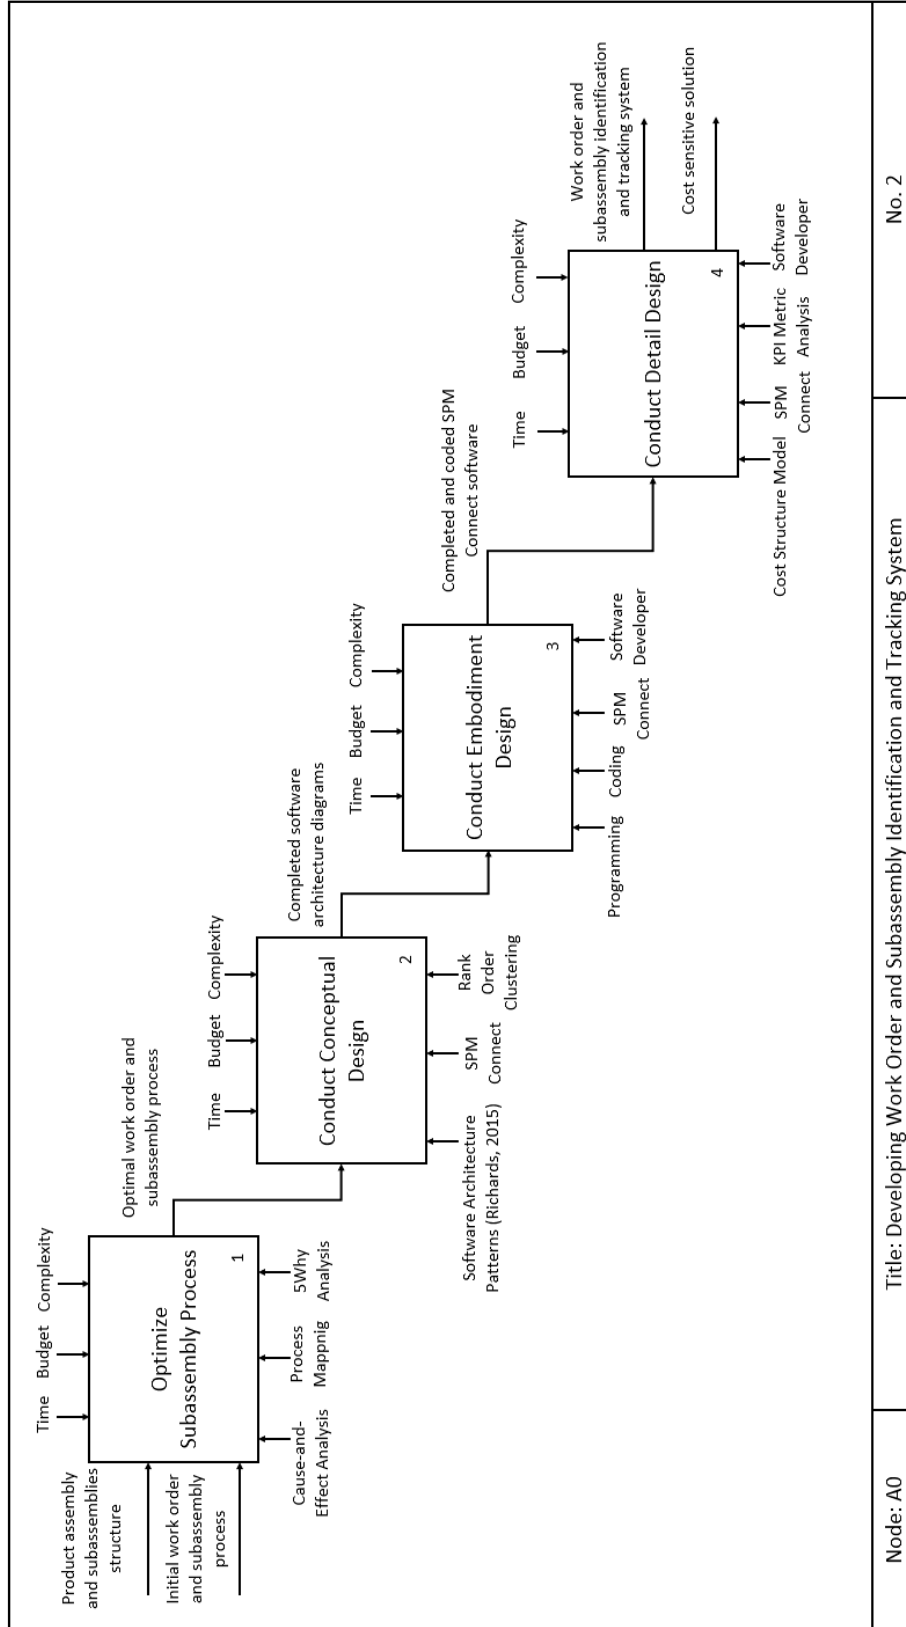 Time
Budget
Complexity
Product assembly
and subassemblies
structure
Initial work order
and subassembly
process
Optimize
Subassembly Process
1
Cause-and-
Effect Analysis
Process
Mappnig
5Why
Analysis
Optimal work order and
subassembly process
Time
Budget
Complexity
Conduct Conceptual
Design
2
Software Architecture
Patterns (Richards, 2015)
SPM
Connect
Rank
Order
Clustering
Completed software
architecture diagrams
Time
Budget
Complexity
Conduct Embodiment
Design
3
Programming
Coding
SPM
Connect
Software
Developer
Completed and coded SPM
Connect software
Time
Budget
Complexity
Conduct Detail Design
4
Cost Structure Model
SPM
Connect
KPI Metric
Analysis
Software
Developer
Work order and
subassembly identification
and tracking system
Cost sensitive solution
Node: A0
Title: Developing Work Order and Subassembly Identification and Tracking System
No. 2